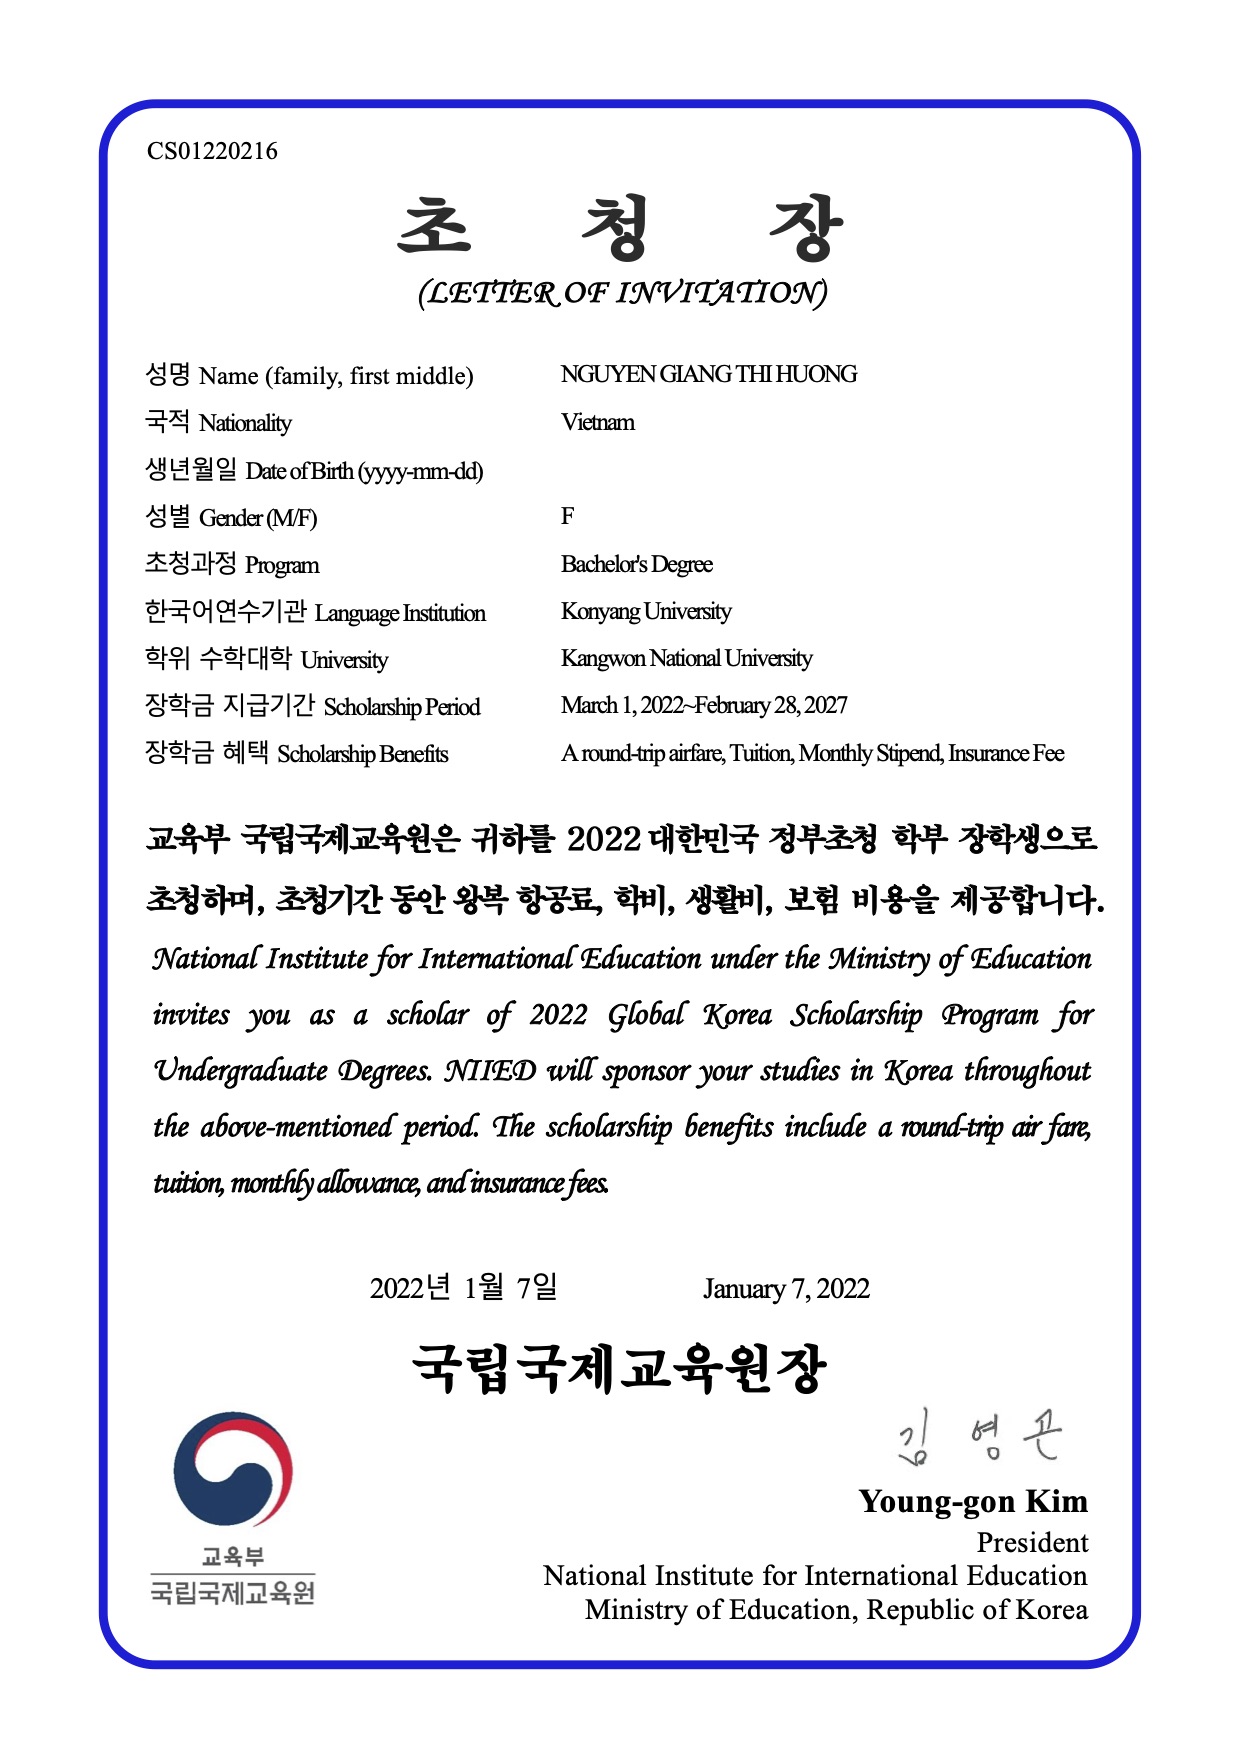 CS01220216
초 청 장
(LETTER OF INVITATION)
성명 Name (family, first middle) NGUYEN GIANG THI HUONG
국적 Nationality Vietnam
생년월일 Date of Birth (yyyy-mm-dd)
성별 Gender (M/F) F
초청과정 Program Bachelor's Degree
한국어연수기관 Language Institution Konyang University
학위 수학대학 University Kangwon National University
장학금 지급기간 Scholarship Period March 1, 2022~February 28, 2027
장학금 혜택 Scholarship Benefits A round-trip airfare, Tuition, Monthly Stipend, Insurance Fee
교육부 국립국제교육원은 귀하를 2022 대한민국 정부초청 학부 장학생으로
초청하며, 초청기간 동안 왕복 항공료, 학비, 생활비, 보험 비용을 제공합니다.
National Institute for International Education under the Ministry of Education
invites you as a scholar of 2022 Global Korea Scholarship Program for
Undergraduate Degrees. NIIED will sponsor your studies in Korea throughout
the above-mentioned period. The scholarship benefits include a round-trip air fare,
tuition, monthly allowance, and insurance fees.
2022년 1월 7일 January 7, 2022
국립국제교육원장
김 영 곤
Young-gon Kim
President
National Institute for International Education
Ministry of Education, Republic of Korea
교육부
국립국제교육원